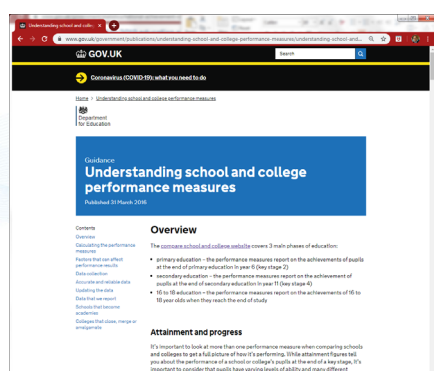 Understanding school and colle
www.gov.uk/government/publications/understanding-school-and-college-performance-measures/understanding-school-and...
GOV.UK
Search
Coronavirus (COVID-19): what you need to do
Home > Understanding school and college performance measures
Department
for Education
Guidance
Understanding school and college
performance measures
Published 31 March 2016
Contents
Overview
Calculating the performance
measures
Factors that can affect
performance results
Data collection
Accurate and reliable data
Updating the data
Data that we report
Schools that become
academies
Colleges that close, merge or
amalgamate
Overview
The compare school and college website covers 3 main phases of education:
• primary education – the performance measures report on the achievements of pupils
at the end of primary education in year 6 (key stage 2)
• secondary education – the performance measures report on the achievement of
pupils at the end of secondary education in year 11 (key stage 4)
• 16 to 18 education – the performance measures report on the achievements of 16 to
18 year olds when they reach the end of study
Attainment and progress
It's important to look at more than one performance measure when comparing schools
and colleges to get a full picture of how it's performing. While attainment figures tell
you about the performance of a school or college's pupils at the end of a key stage, it's
important to consider that pupils have varying levels of ability and many different